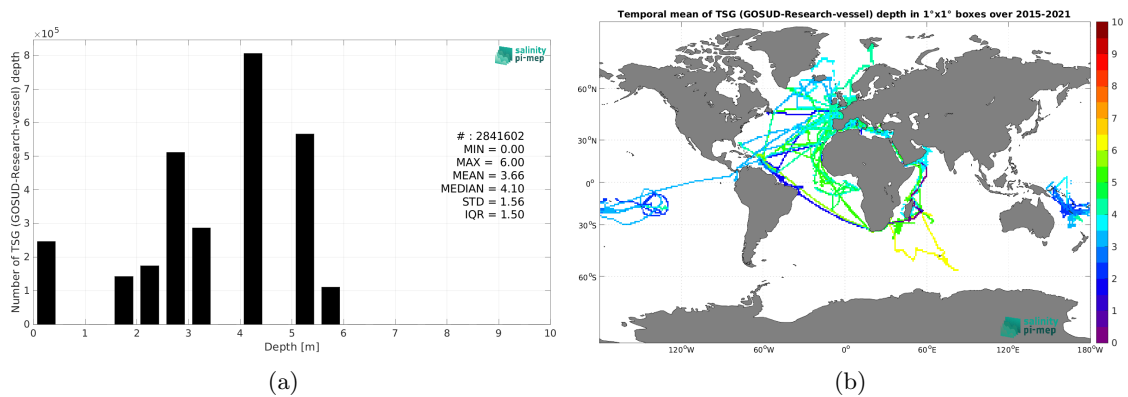 ×10⁵
8
7
6
5
4
3
2
1
0
Number of TSG (GOSUD-Research-vessel) depth
salinity
pi-mep
# : 2841602
MIN = 0.00
MAX = 6.00
MEAN = 3.66
MEDIAN = 4.10
STD = 1.56
IQR = 1.50
0 1 2 3 4 5 6 7 8 9 10
Depth [m]
(a)
Temporal mean of TSG (GOSUD-Research-vessel) depth in 1°x1° boxes over 2015-2021
60°N
30°N
0°
30°S
60°S
120°W 60°W 0° 60°E 120°E 180°W
salinity
pi-mep
10
9
8
7
6
5
4
3
2
1
0
(b)